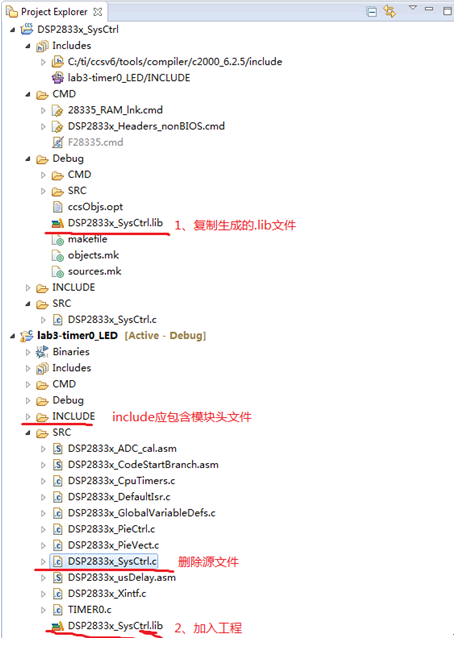 Project Explorer
DSP2833x_SysCtrl
Includes
C:/ti/ccsv6/tools/compiler/c2000_6.2.5/include
lab3-timer0_LED/INCLUDE
CMD
28335_RAM_lnk.cmd
DSP2833x_Headers_nonBIOS.cmd
F28335.cmd
Debug
CMD
SRC
ccsObjs.opt
DSP2833x_SysCtrl.lib 1、复制生成的.lib文件
makefile
objects.mk
sources.mk
INCLUDE
SRC
DSP2833x_SysCtrl.c
lab3-timer0_LED [Active - Debug]
Binaries
Includes
CMD
Debug
INCLUDE include应包含模块头文件
SRC
DSP2833x_ADC_cal.asm
DSP2833x_CodeStartBranch.asm
DSP2833x_CpuTimers.c
DSP2833x_DefaultIsr.c
DSP2833x_GlobalVariableDefs.c
DSP2833x_PieCtrl.c
DSP2833x_PieVect.c
DSP2833x_SysCtrl.c 删除源文件
DSP2833x_usDelay.asm
DSP2833x_Xintf.c
TIMER0.c
DSP2833x_SysCtrl.lib 2、加入工程